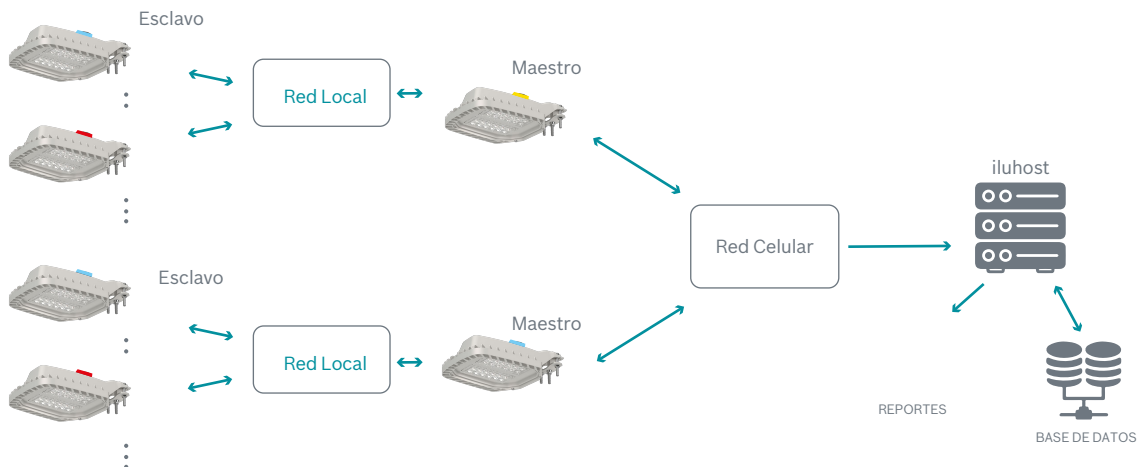 Esclavo
Maestro
Red Local
iluhost
Red Celular
Esclavo
Maestro
Red Local
REPORTES
BASE DE DATOS